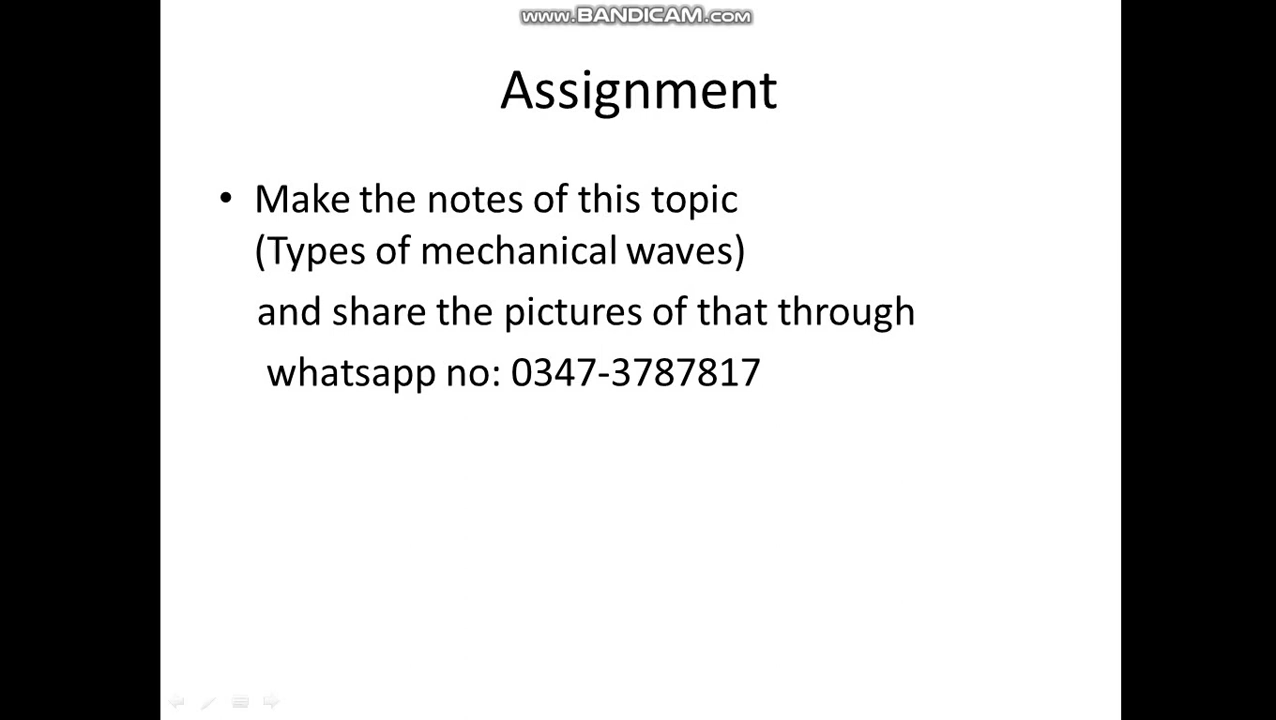 www.BANDICAM.com
Assignment
• Make the notes of this topic
(Types of mechanical waves)
and share the pictures of that through
whatsapp no: 0347-3787817